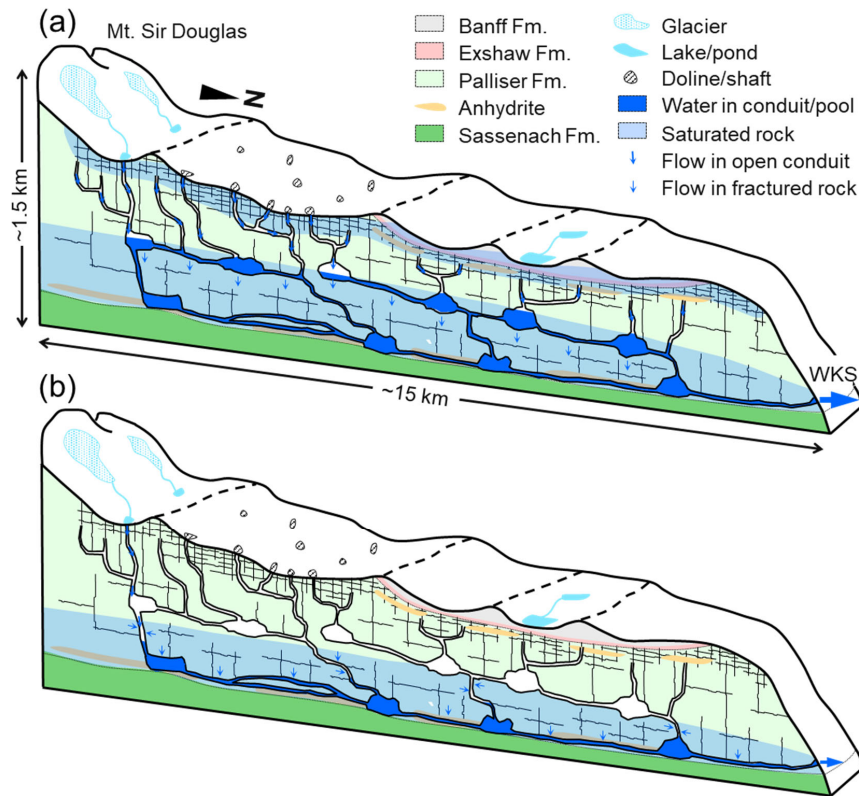 (a)
Mt. Sir Douglas
N
~1.5 km
Banff Fm.
Exshaw Fm.
Palliser Fm.
Anhydrite
Sassenach Fm.
Glacier
Lake/pond
Doline/shaft
Water in conduit/pool
Saturated rock
Flow in open conduit
Flow in fractured rock
WKS
~15 km
(b)